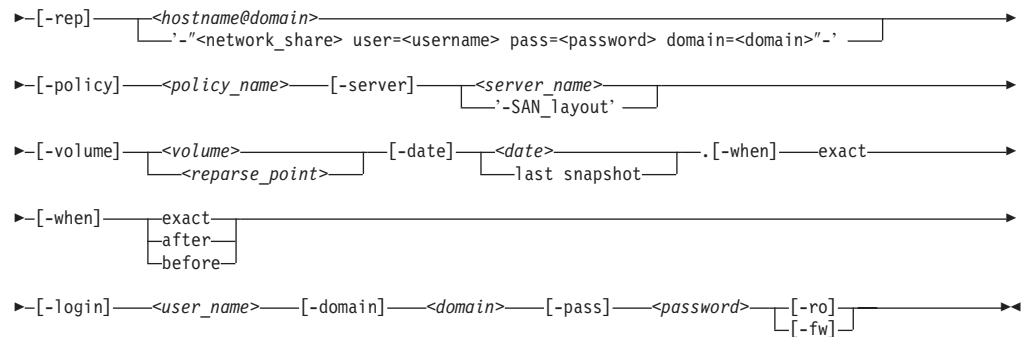 [-rep] <hostname@domain>
'-"<network_share> user=<username> pass=<password> domain=<domain>"-'
[-policy] <policy_name> [-server] <server_name>
'-SAN_layout'
[-volume] <volume> [-date] <date> .[-when] exact
<reparse_point> last snapshot
[-when] exact
after
before
[-login] <user_name> [-domain] <domain> [-pass] <password> [-ro]
[-fw]